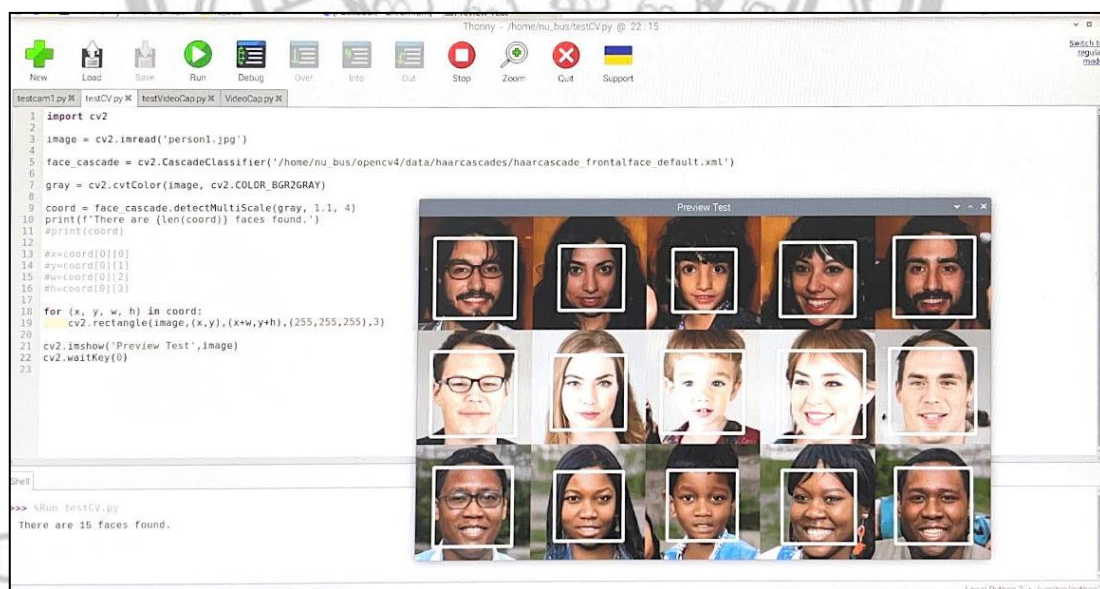 Thonny - /home/nu_bus/testCV.py @ 22 : 15
New Load Save Run Debug Over Into Out Stop Zoom Quit Support
Switch to
regular
mode
testcam1.py testCV.py testVideoCap.py VideoCap.py
1 import cv2
2
3 image = cv2.imread('person1.jpg')
4
5 face_cascade = cv2.CascadeClassifier('/home/nu_bus/opencv4/data/haarcascades/haarcascade_frontalface_default.xml')
6
7 gray = cv2.cvtColor(image, cv2.COLOR_BGR2GRAY)
8
9 coord = face_cascade.detectMultiScale(gray, 1.1, 4)
10 print(f'There are {len(coord)} faces found.')
11 #print(coord)
12
13 #x=coord[0][0]
14 #y=coord[0][1]
15 #w=coord[0][2]
16 #h=coord[0][3]
17
18 for (x, y, w, h) in coord:
19 cv2.rectangle(image,(x,y),(x+w,y+h),(255,255,255),3)
20
21 cv2.imshow('Preview Test',image)
22 cv2.waitKey(0)
23
Preview Test
Shell
>>> %Run testCV.py
There are 15 faces found.